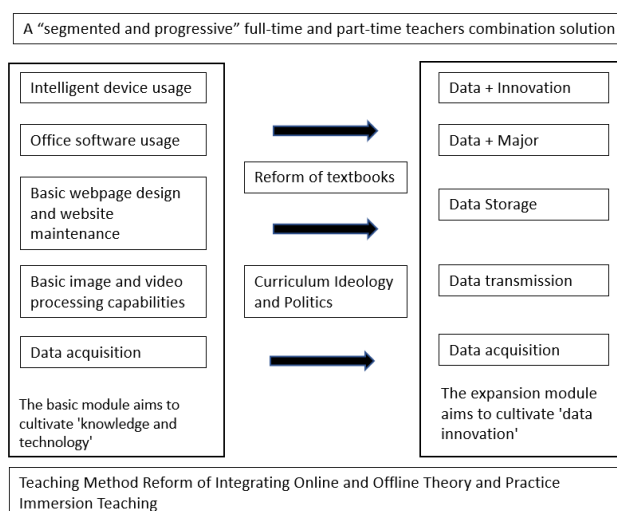 A “segmented and progressive” full-time and part-time teachers combination solution
Intelligent device usage
Office software usage
Basic webpage design
and website
maintenance
Basic image and video
processing capabilities
Data acquisition
The basic module aims to
cultivate 'knowledge and
technology'
Reform of textbooks
Curriculum Ideology
and Politics
Data + Innovation
Data + Major
Data Storage
Data transmission
Data acquisition
The expansion module
aims to cultivate 'data
innovation'
Teaching Method Reform of Integrating Online and Offline Theory and Practice
Immersion Teaching